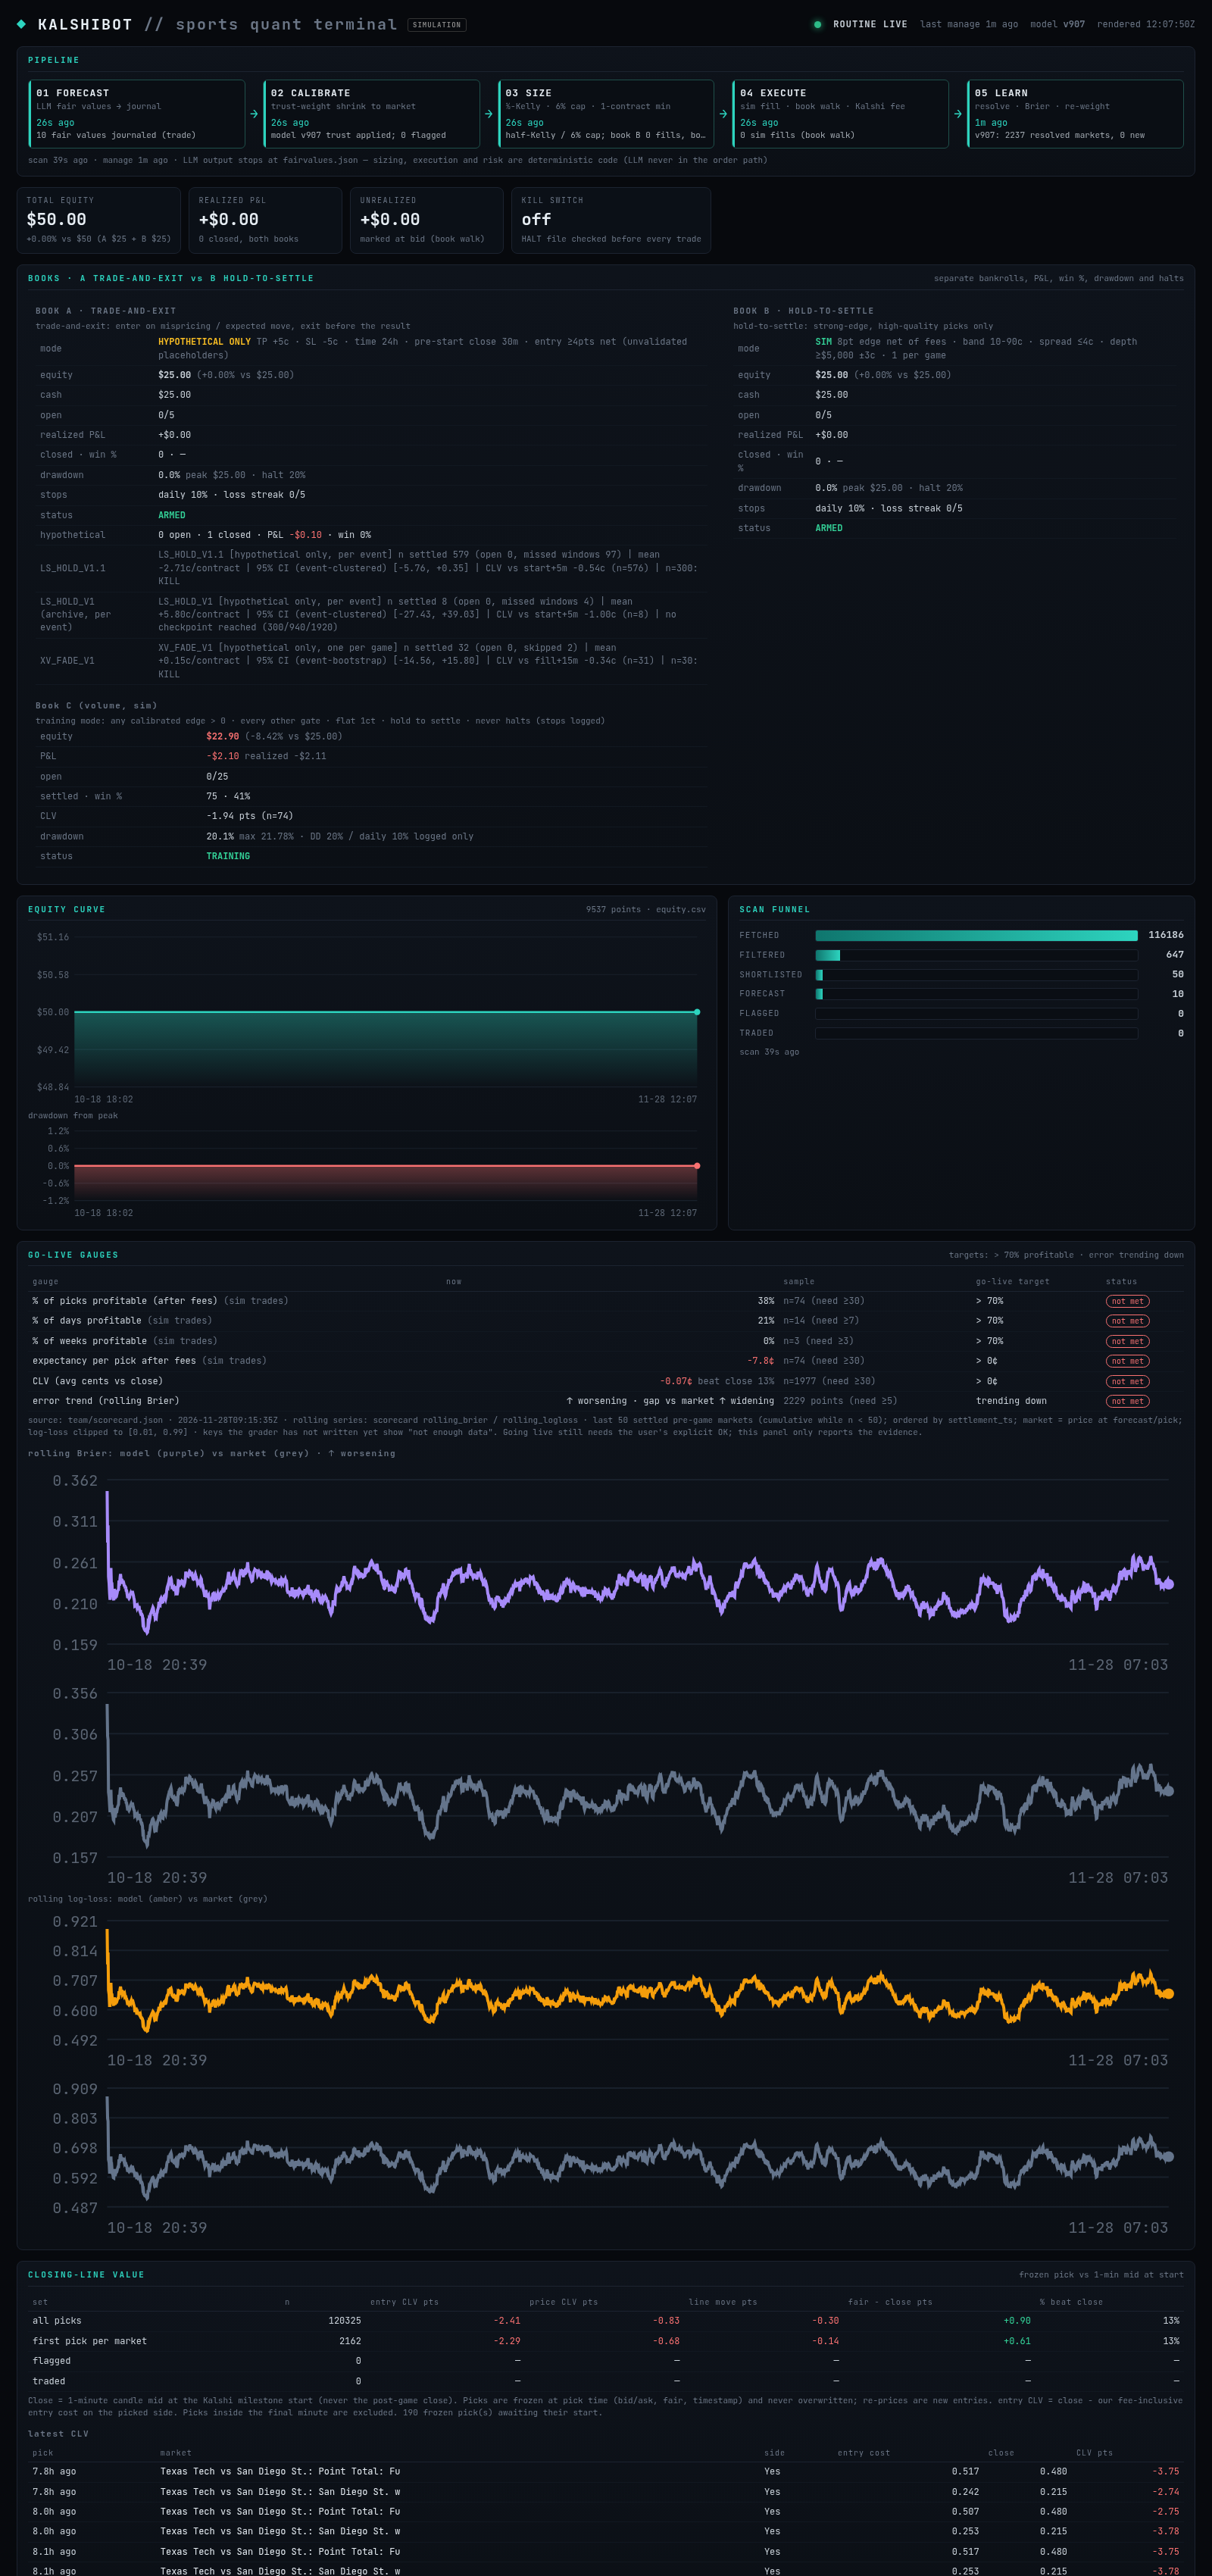 ◆ KALSHIBOT // sports quant terminal SIMULATION
ROUTINE LIVE last manage 1m ago model v907 rendered 12:07:50Z
PIPELINE
01 FORECAST
LLM fair values → journal
26s ago
10 fair values journaled (trade)
→
02 CALIBRATE
trust-weight shrink to market
26s ago
model v907 trust applied; 0 flagged
→
03 SIZE
½-Kelly · 6% cap · 1-contract min
26s ago
half-Kelly / 6% cap; book B 0 fills, bo…
→
04 EXECUTE
sim fill · book walk · Kalshi fee
26s ago
0 sim fills (book walk)
→
05 LEARN
resolve · Brier · re-weight
1m ago
v907: 2237 resolved markets, 0 new
scan 39s ago · manage 1m ago · LLM output stops at fairvalues.json — sizing, execution and risk are deterministic code (LLM never in the order path)
TOTAL EQUITY
$50.00
+0.00% vs $50 (A $25 + B $25)
REALIZED P&L
+$0.00
0 closed, both books
UNREALIZED
+$0.00
marked at bid (book walk)
KILL SWITCH
off
HALT file checked before every trade
BOOKS · A TRADE-AND-EXIT vs B HOLD-TO-SETTLE
separate bankrolls, P&L, win %, drawdown and halts
BOOK A · TRADE-AND-EXIT
trade-and-exit: enter on mispricing / expected move, exit before the result
mode HYPOTHETICAL ONLY TP +5c · SL -5c · time 24h · pre-start close 30m · entry ≥4pts net (unvalidated
placeholders)
equity $25.00 (+0.00% vs $25.00)
cash $25.00
open 0/5
realized P&L +$0.00
closed · win % 0 · —
drawdown 0.0% peak $25.00 · halt 20%
stops daily 10% · loss streak 0/5
status ARMED
hypothetical 0 open · 1 closed · P&L -$0.10 · win 0%
LS_HOLD_V1.1 LS_HOLD_V1.1 [hypothetical only, per event] n settled 579 (open 0, missed windows 97) | mean
-2.71c/contract | 95% CI (event-clustered) [-5.76, +0.35] | CLV vs start+5m -0.54c (n=576) | n=300:
KILL
LS_HOLD_V1 (archive, per event) LS_HOLD_V1 [hypothetical only, per event] n settled 8 (open 0, missed windows 4) | mean
+5.80c/contract | 95% CI (event-clustered) [-27.43, +39.03] | CLV vs start+5m -1.00c (n=8) | no
checkpoint reached (300/940/1920)
XV_FADE_V1 XV_FADE_V1 [hypothetical only, one per game] n settled 32 (open 0, skipped 2) | mean
+0.15c/contract | 95% CI (event-bootstrap) [-14.56, +15.80] | CLV vs fill+15m -0.34c (n=31) | n=30:
KILL
BOOK B · HOLD-TO-SETTLE
hold-to-settle: strong-edge, high-quality picks only
mode SIM 8pt edge net of fees · band 10-90c · spread ≤4c · depth
≥$5,000 ±3c · 1 per game
equity $25.00 (+0.00% vs $25.00)
cash $25.00
open 0/5
realized P&L +$0.00
closed · win % 0 · —
drawdown 0.0% peak $25.00 · halt 20%
stops daily 10% · loss streak 0/5
status ARMED
Book C (volume, sim)
training mode: any calibrated edge > 0 · every other gate · flat 1ct · hold to settle · never halts (stops logged)
equity $22.90 (-8.42% vs $25.00)
P&L -$2.10 realized -$2.11
open 0/25
settled · win % 75 · 41%
CLV -1.94 pts (n=74)
drawdown 20.1% max 21.78% · DD 20% / daily 10% logged only
status TRAINING
EQUITY CURVE
9537 points · equity.csv
$51.16
$50.58
$50.00
$49.42
$48.84
10-18 18:02 11-28 12:07
drawdown from peak
1.2%
0.6%
0.0%
-0.6%
-1.2%
10-18 18:02 11-28 12:07
SCAN FUNNEL
FETCHED 116186
FILTERED 647
SHORTLISTED 50
FORECAST 10
FLAGGED 0
TRADED 0
scan 39s ago
GO-LIVE GAUGES
targets: > 70% profitable · error trending down
gauge now sample go-live target status
% of picks profitable (after fees) (sim trades) 38% n=74 (need ≥30) > 70% not met
% of days profitable (sim trades) 21% n=14 (need ≥7) > 70% not met
% of weeks profitable (sim trades) 0% n=3 (need ≥3) > 70% not met
expectancy per pick after fees (sim trades) -7.8¢ n=74 (need ≥30) > 0¢ not met
CLV (avg cents vs close) -0.07¢ beat close 13% n=1977 (need ≥30) > 0¢ not met
error trend (rolling Brier) ↑ worsening · gap vs market ↑ widening 2229 points (need ≥5) trending down not met
source: team/scorecard.json · 2026-11-28T09:15:35Z · rolling series: scorecard rolling_brier / rolling_logloss · last 50 settled pre-game markets (cumulative while n < 50); ordered by settlement_ts; market = price at forecast/pick;
log-loss clipped to [0.01, 0.99] · keys the grader has not written yet show "not enough data". Going live still needs the user's explicit OK; this panel only reports the evidence.
rolling Brier: model (purple) vs market (grey) · ↑ worsening
0.362
0.311
0.261
0.210
0.159
10-18 20:39 11-28 07:03
0.356
0.306
0.257
0.207
0.157
10-18 20:39 11-28 07:03
rolling log-loss: model (amber) vs market (grey)
0.921
0.814
0.707
0.600
0.492
10-18 20:39 11-28 07:03
0.909
0.803
0.698
0.592
0.487
10-18 20:39 11-28 07:03
CLOSING-LINE VALUE
frozen pick vs 1-min mid at start
set n entry CLV pts price CLV pts line move pts fair - close pts % beat close
all picks 120325 -2.41 -0.83 -0.30 +0.90 13%
first pick per market 2162 -2.29 -0.68 -0.14 +0.61 13%
flagged 0 — — — — —
traded 0 — — — — —
Close = 1-minute candle mid at the Kalshi milestone start (never the post-game close). Picks are frozen at pick time (bid/ask, fair, timestamp) and never overwritten; re-prices are new entries. entry CLV = close - our fee-inclusive
entry cost on the picked side. Picks inside the final minute are excluded. 190 frozen pick(s) awaiting their start.
latest CLV
pick market side entry cost close CLV pts
7.8h ago Texas Tech vs San Diego St.: Point Total: Fu Yes 0.517 0.480 -3.75
7.8h ago Texas Tech vs San Diego St.: San Diego St. w Yes 0.242 0.215 -2.74
8.0h ago Texas Tech vs San Diego St.: Point Total: Fu Yes 0.507 0.480 -2.75
8.0h ago Texas Tech vs San Diego St.: San Diego St. w Yes 0.253 0.215 -3.78
8.1h ago Texas Tech vs San Diego St.: Point Total: Fu Yes 0.517 0.480 -3.75
8.1h ago Texas Tech vs San Diego St.: San Diego St. w Yes 0.253 0.215 -3.78